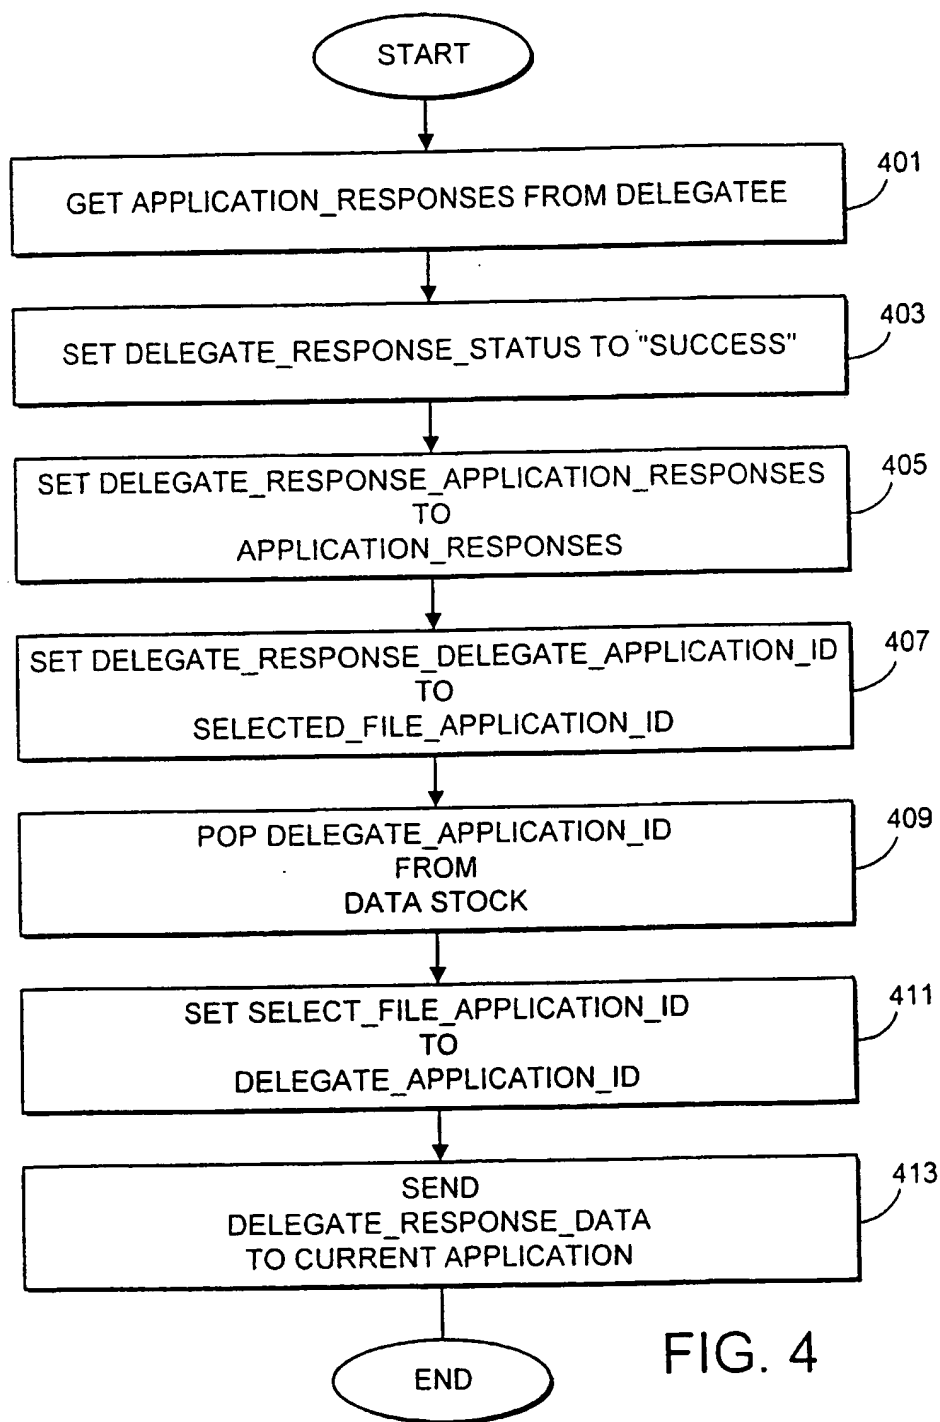 START
GET APPLICATION_RESPONSES FROM DELEGATEE
401
SET DELEGATE_RESPONSE_STATUS TO "SUCCESS"
403
SET DELEGATE_RESPONSE_APPLICATION_RESPONSES
TO
APPLICATION_RESPONSES
405
SET DELEGATE_RESPONSE_DELEGATE_APPLICATION_ID
TO
SELECTED_FILE_APPLICATION_ID
407
POP DELEGATE_APPLICATION_ID
FROM
DATA STOCK
409
SET SELECT_FILE_APPLICATION_ID
TO
DELEGATE_APPLICATION_ID
411
SEND
DELEGATE_RESPONSE_DATA
TO CURRENT APPLICATION
413
END
FIG. 4